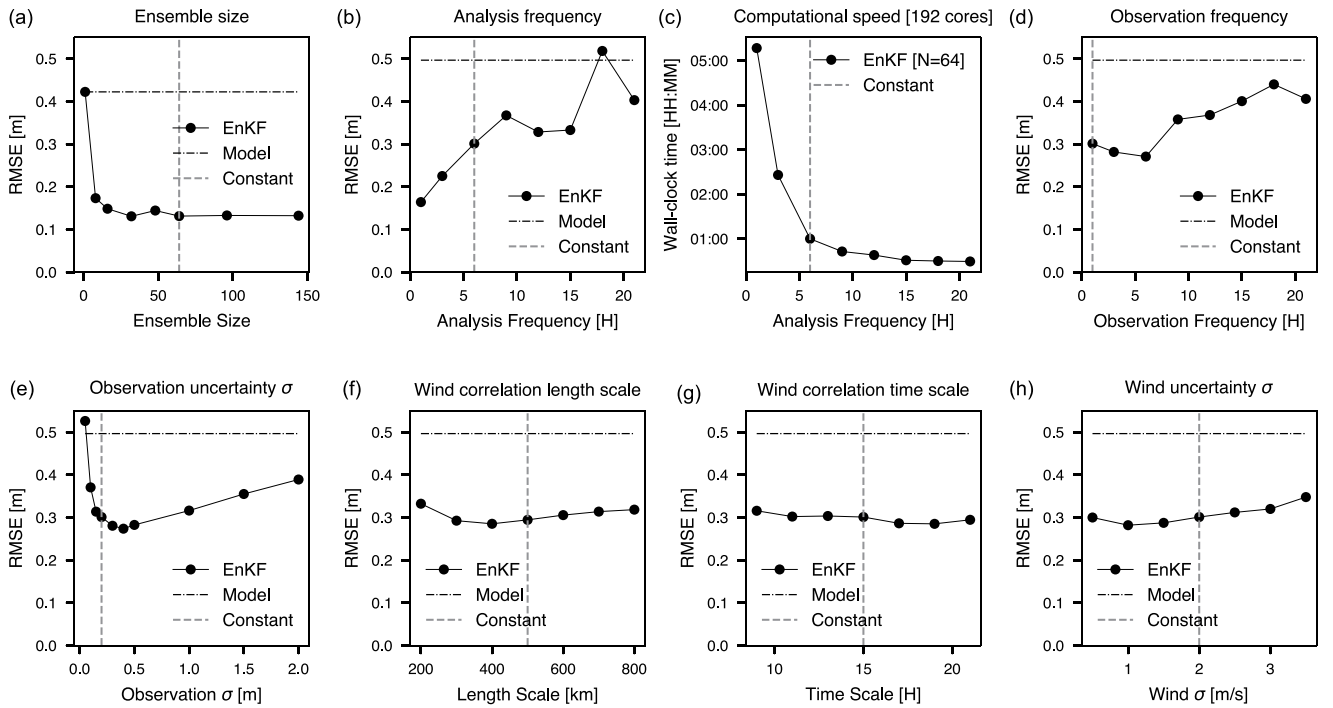 (a) Ensemble size
RMSE [m]
0.5
0.4
0.3
0.2
0.1
0.0
EnKF
Model
Constant
0 50 100 150
Ensemble Size
(b) Analysis frequency
RMSE [m]
0.5
0.4
0.3
0.2
0.1
0.0
EnKF
Model
Constant
0 5 10 15 20
Analysis Frequency [H]
(c) Computational speed [192 cores]
Wall-clock time [HH:MM]
05:00
04:00
03:00
02:00
01:00
EnKF [N=64]
Constant
0 5 10 15 20
Analysis Frequency [H]
(d) Observation frequency
RMSE [m]
0.5
0.4
0.3
0.2
0.1
0.0
EnKF
Model
Constant
0 5 10 15 20
Observation Frequency [H]
(e) Observation uncertainty σ
RMSE [m]
0.5
0.4
0.3
0.2
0.1
0.0
EnKF
Model
Constant
0.0 0.5 1.0 1.5 2.0
Observation σ [m]
(f) Wind correlation length scale
RMSE [m]
0.5
0.4
0.3
0.2
0.1
0.0
EnKF
Model
Constant
200 400 600 800
Length Scale [km]
(g) Wind correlation time scale
RMSE [m]
0.5
0.4
0.3
0.2
0.1
0.0
EnKF
Model
Constant
10 15 20
Time Scale [H]
(h) Wind uncertainty σ
RMSE [m]
0.5
0.4
0.3
0.2
0.1
0.0
EnKF
Model
Constant
1 2 3
Wind σ [m/s]